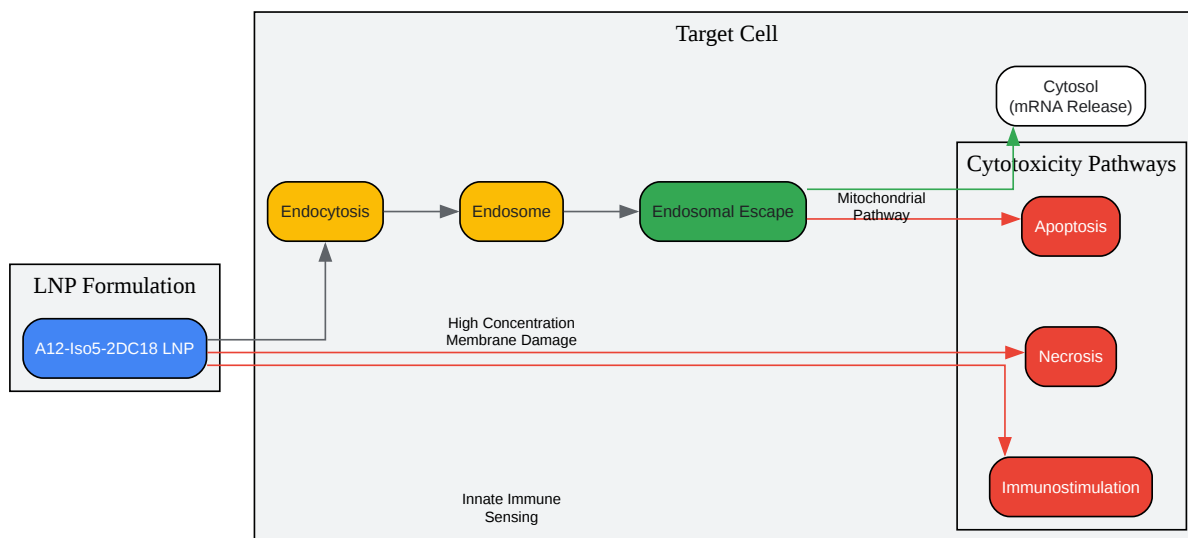 Target Cell
Cytosol
(mRNA Release)
Cytotoxicity Pathways
Endocytosis
Endosome
Endosomal Escape
Mitochondrial
Pathway
Apoptosis
LNP Formulation
A12-Iso5-2DC18 LNP
High Concentration
Membrane Damage
Necrosis
Immunostimulation
Innate Immune
Sensing